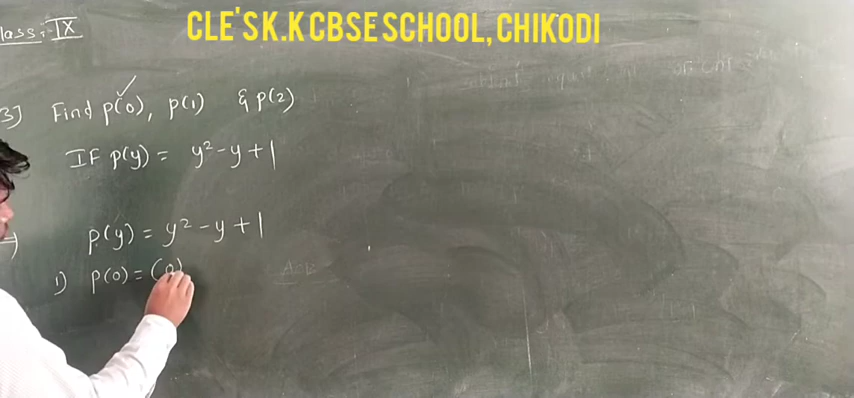 CLE'S K.K CBSE SCHOOL, CHIKODI
lass: IX
3] Find p(0), p(1) & p(2)
IF p(y) = y² - y + 1
p(y) = y² - y + 1
1) p(0) = (0)